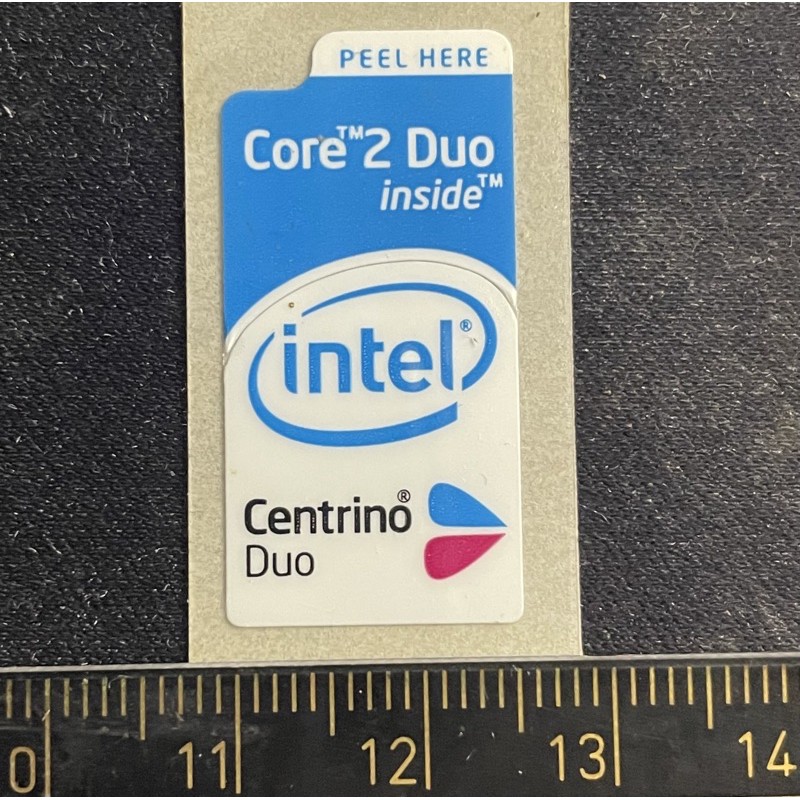 PEEL HERE
Core™2 Duo
inside™
intel®
Centrino®
Duo
0 11 12 13 14